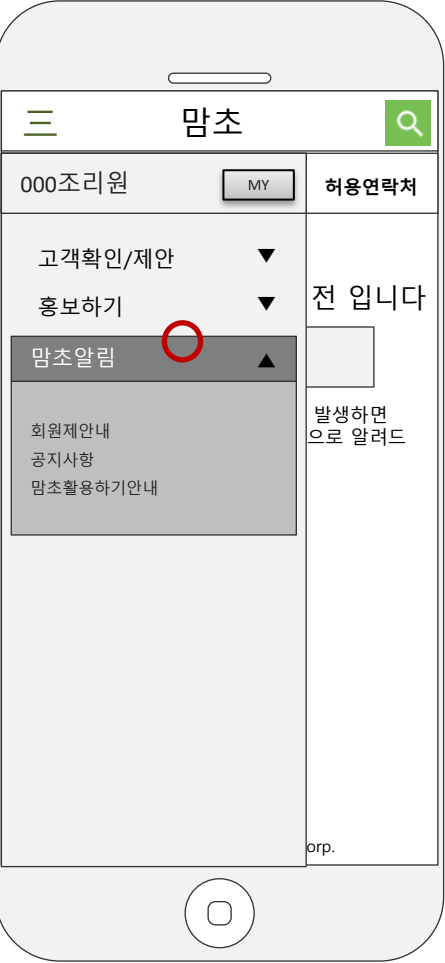 맘초
000조리원
MY
허용연락처
고객확인/제안
홍보하기
전 입니다
맘초알림
발생하면
으로 알려드
회원제안내
공지사항
맘초활용하기안내
orp.